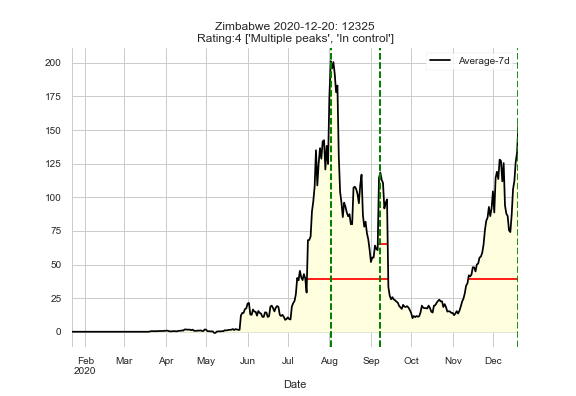 Zimbabwe 2020-12-20: 12325
Rating:4 ['Multiple peaks', 'In control']
Average-7d
200
175
150
125
100
75
50
25
0
Feb Mar Apr May Jun Jul Aug Sep Oct Nov Dec
2020
Date